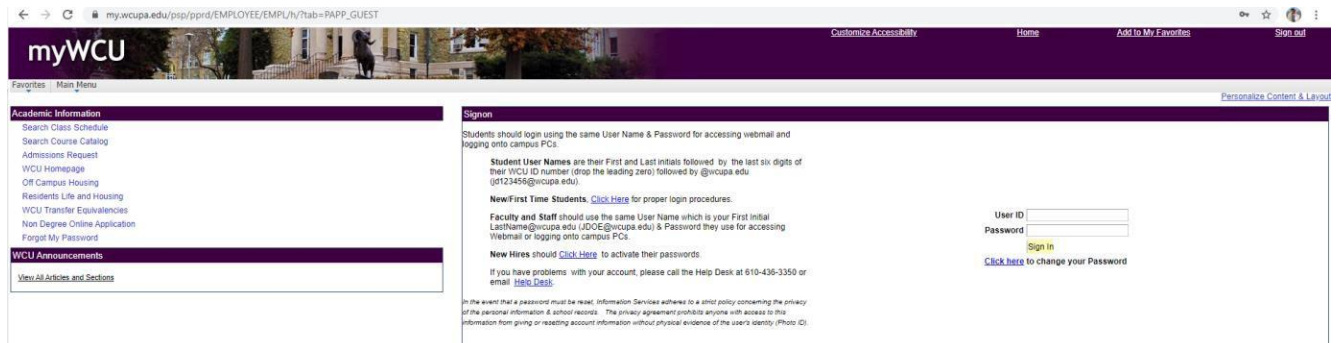 my.wcupa.edu/psp/pprd/EMPLOYEE/EMPL/h/?tab=PAPP_GUEST
myWCU
Customize Accessibility
Home
Add to My Favorites
Sign out
Favorites
Main Menu
Personalize Content & Layout
Academic Information
Search Class Schedule
Search Course Catalog
Admissions Request
WCU Homepage
Off Campus Housing
Residents Life and Housing
WCU Transfer Equivalencies
Non Degree Online Application
Forgot My Password
WCU Announcements
View All Articles and Sections
Signon
Students should login using the same User Name & Password for accessing webmail and
logging onto campus PCs.
Student User Names are their First and Last initials followed by the last six digits of
their WCU ID number (drop the leading zero) followed by @wcupa.edu
(jd123456@wcupa.edu).
New/First Time Students, Click Here for proper login procedures.
Faculty and Staff should use the same User Name which is your First Initial
LastName@wcupa.edu (JDOE@wcupa.edu) & Password they use for accessing
Webmail or logging onto campus PCs.
New Hires should Click Here to activate their passwords.
If you have problems with your account, please call the Help Desk at 610-436-3350 or
email Help Desk.
In the event that a password must be reset, Information Services adheres to a strict policy concerning the privacy
of the personal information & school records. The privacy agreement prohibits anyone with access to this
information from giving or resetting account information without physical evidence of the user's identity (Photo ID).
User ID
Password
Sign In
Click here to change your Password